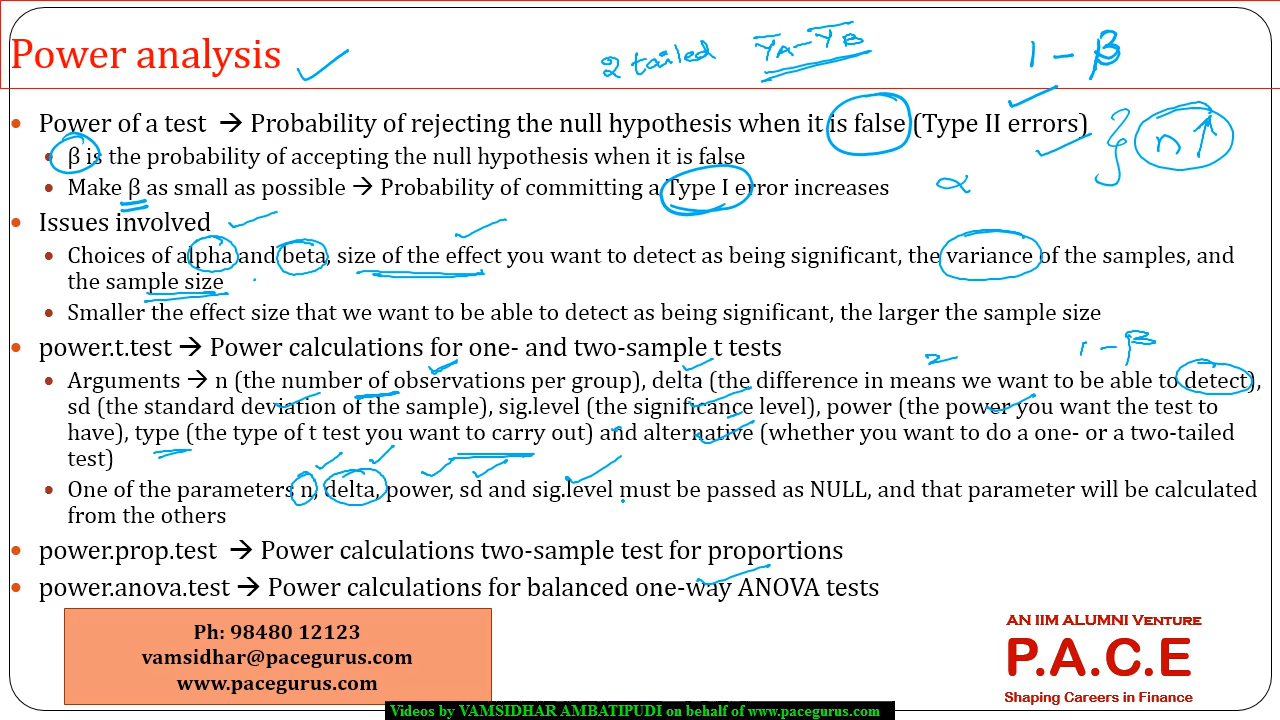 Power analysis
2 tailed
ȲA - ȲB
1 - β
• Power of a test → Probability of rejecting the null hypothesis when it is false (Type II errors)
n ↑
• β is the probability of accepting the null hypothesis when it is false
• Make β as small as possible → Probability of committing a Type I error increases
α
• Issues involved
• Choices of alpha and beta, size of the effect you want to detect as being significant, the variance of the samples, and
the sample size
• Smaller the effect size that we want to be able to detect as being significant, the larger the sample size
• power.t.test → Power calculations for one- and two-sample t tests
2
1 - β
• Arguments → n (the number of observations per group), delta (the difference in means we want to be able to detect),
sd (the standard deviation of the sample), sig.level (the significance level), power (the power you want the test to
have), type (the type of t test you want to carry out) and alternative (whether you want to do a one- or a two-tailed
test)
• One of the parameters n, delta, power, sd and sig.level must be passed as NULL, and that parameter will be calculated
from the others
• power.prop.test → Power calculations two-sample test for proportions
• power.anova.test → Power calculations for balanced one-way ANOVA tests
Ph: 98480 12123
vamsidhar@pacegurus.com
www.pacegurus.com
AN IIM ALUMNI VENTURE
P.A.C.E
Shaping Careers in Finance
Videos by VAMSIDHAR AMBATIPUDI on behalf of www.pacegurus.com